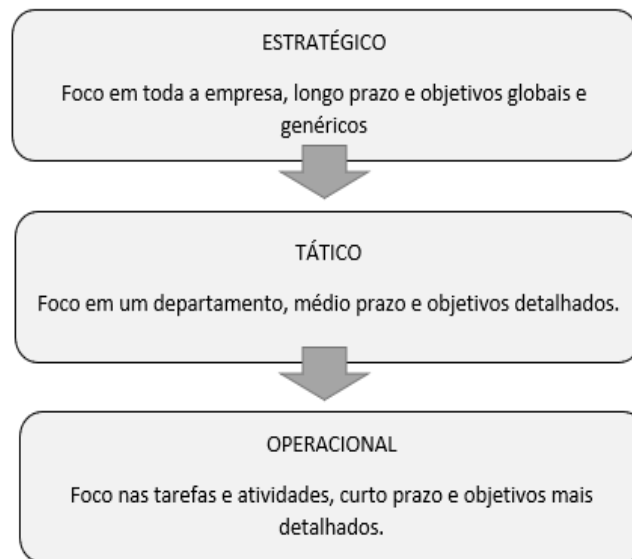 ESTRATÉGICO
Foco em toda a empresa, longo prazo e objetivos globais e
genéricos
TÁTICO
Foco em um departamento, médio prazo e objetivos detalhados.
OPERACIONAL
Foco nas tarefas e atividades, curto prazo e objetivos mais
detalhados.